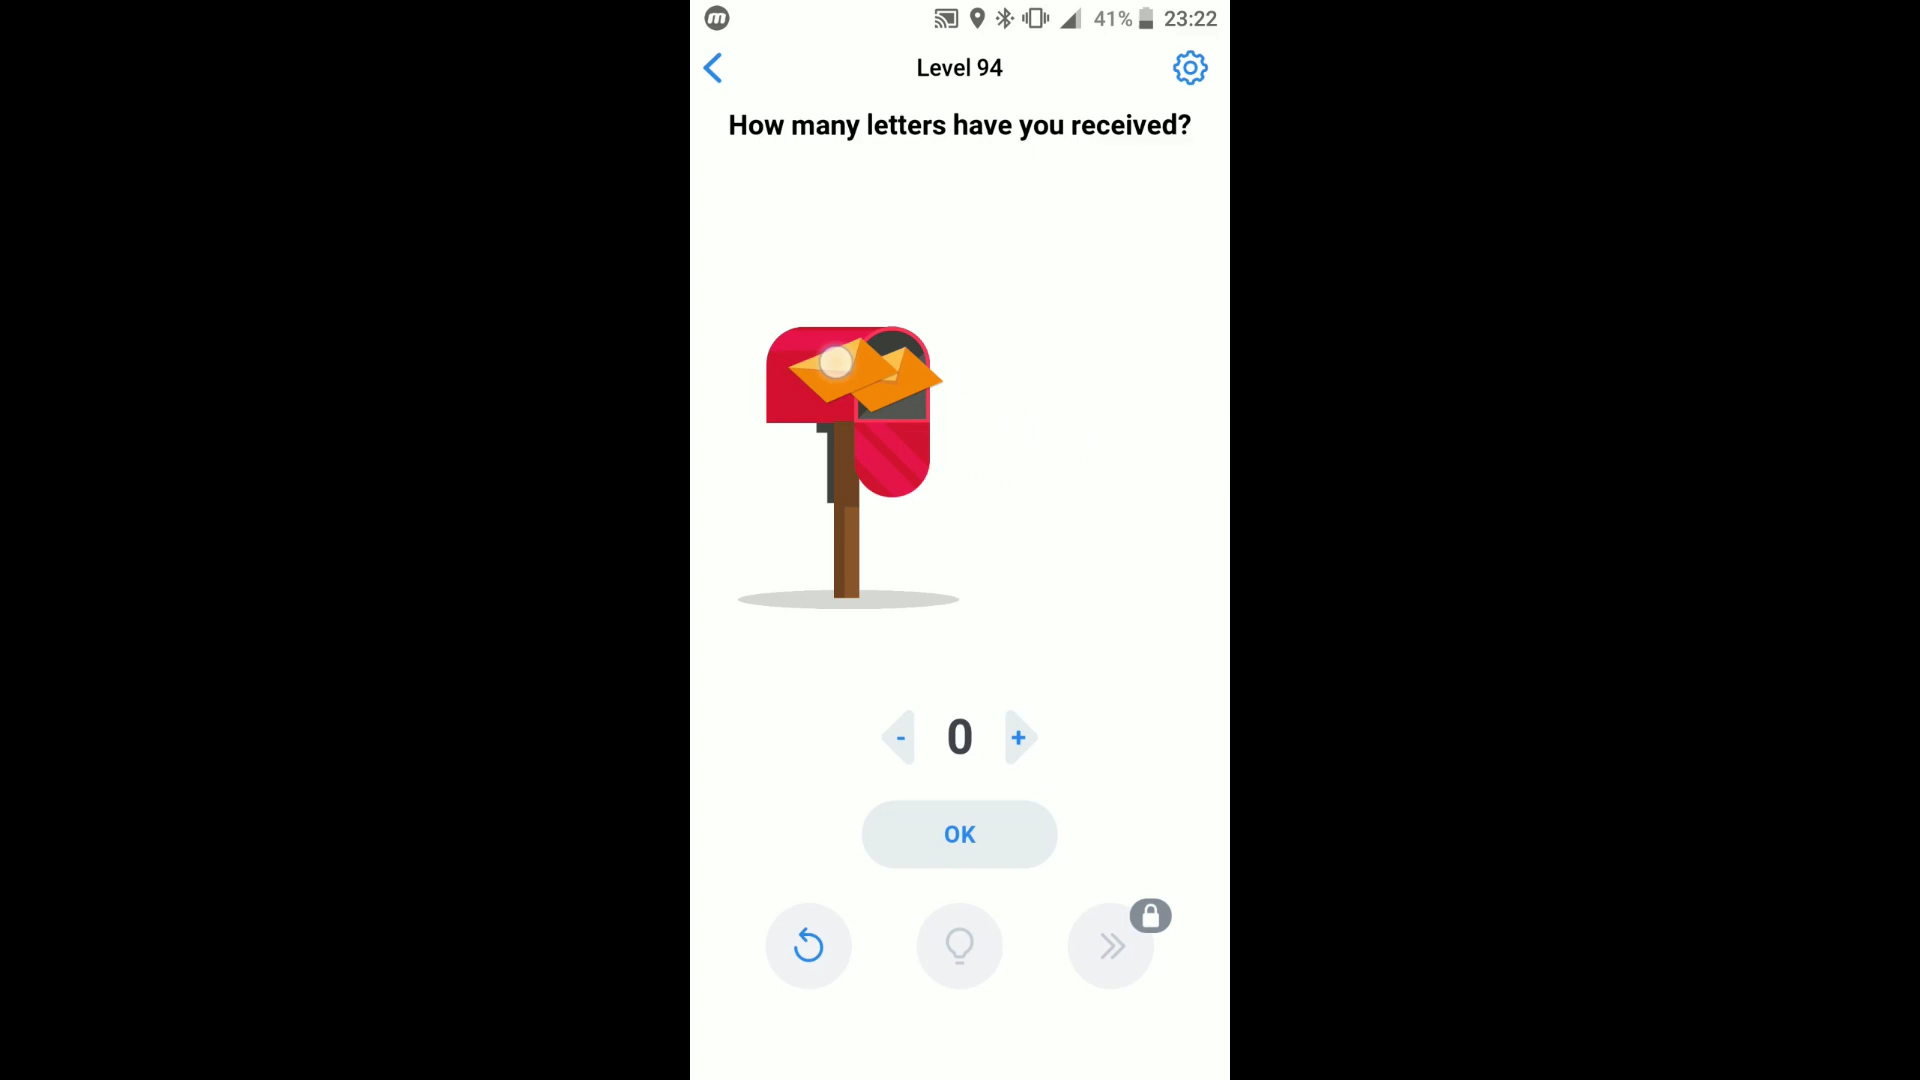 m
41% 23:22
Level 94
How many letters have you received?
- 0 +
OK